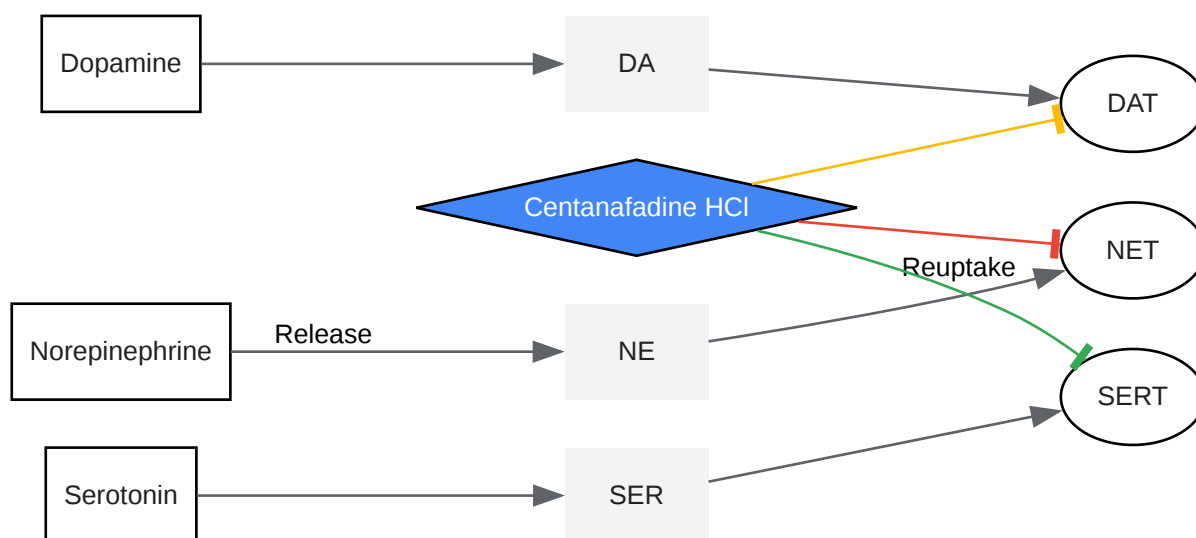 Dopamine
DA
DAT
Centanafadine HCl
NET
Reuptake
Release
Norepinephrine
NE
SERT
Serotonin
SER